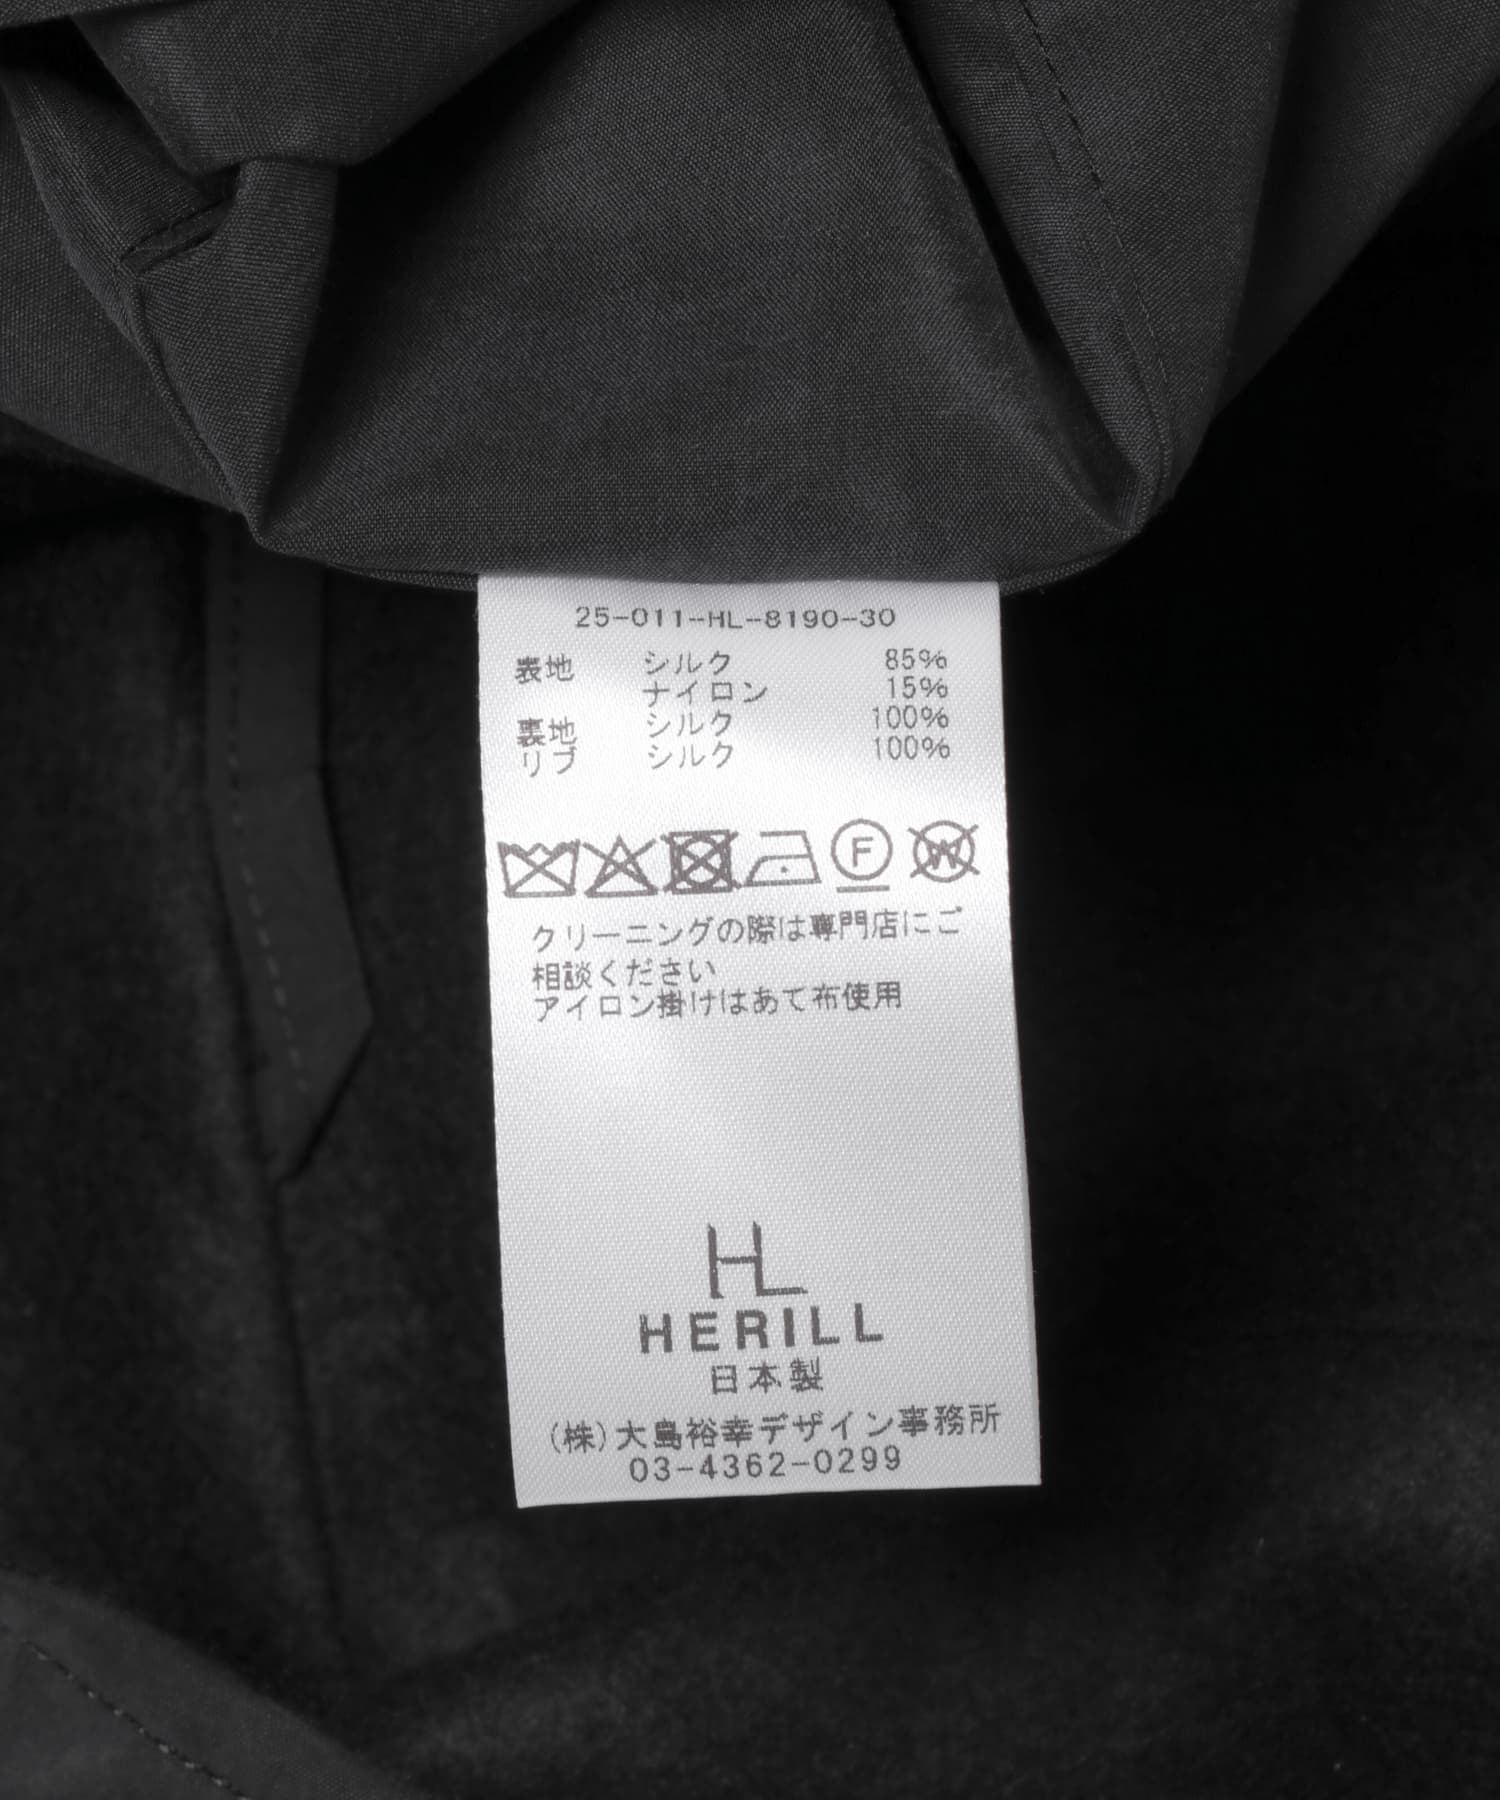 25-011--HL--8190-30
表地 シルク 85%
ナイロン 15%
裏地 シルク 100%
リブ シルク 100%
F W
クリーニングの際は専門店にご
相談ください
アイロン掛けはあて布使用
HL
HERILL
日本製
(株)大島裕幸デザイン事務所
03-4362-0299